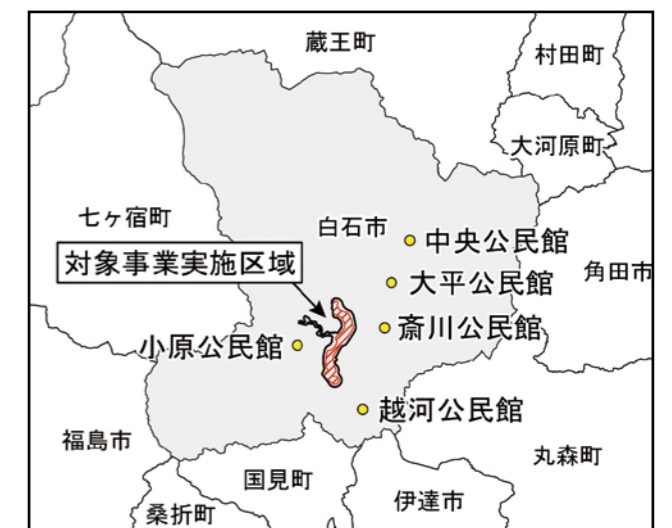 蔵王町
村田町
大河原町
七ヶ宿町
白石市
中央公民館
対象事業実施区域
大平公民館
角田市
斎川公民館
小原公民館
越河公民館
福島市
丸森町
国見町
伊達市
桑折町